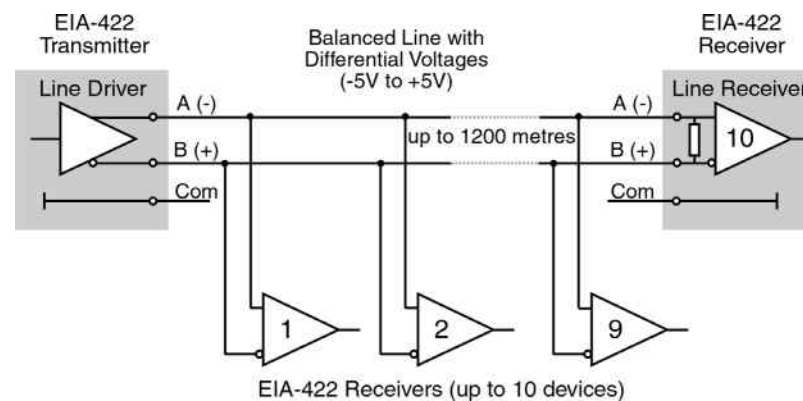 EIA-422
Transmitter
Balanced Line with
Differential Voltages
(-5V to +5V)
EIA-422
Receiver
Line Driver
A (-)
A (-)
Line Receiver
up to 1200 metres
10
B (+)
B (+)
Com
Com
1
2
9
EIA-422 Receivers (up to 10 devices)